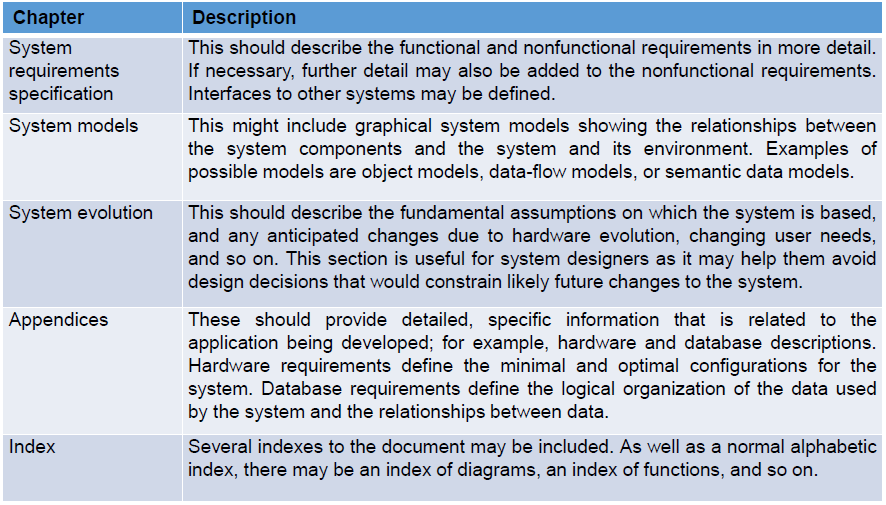 Chapter Description
System requirements specification
This should describe the functional and nonfunctional requirements in more detail.
If necessary, further detail may also be added to the nonfunctional requirements.
Interfaces to other systems may be defined.
System models
This might include graphical system models showing the relationships between
the system components and the system and its environment. Examples of
possible models are object models, data-flow models, or semantic data models.
System evolution
This should describe the fundamental assumptions on which the system is based,
and any anticipated changes due to hardware evolution, changing user needs,
and so on. This section is useful for system designers as it may help them avoid
design decisions that would constrain likely future changes to the system.
Appendices
These should provide detailed, specific information that is related to the
application being developed; for example, hardware and database descriptions.
Hardware requirements define the minimal and optimal configurations for the
system. Database requirements define the logical organization of the data used
by the system and the relationships between data.
Index
Several indexes to the document may be included. As well as a normal alphabetic
index, there may be an index of diagrams, an index of functions, and so on.